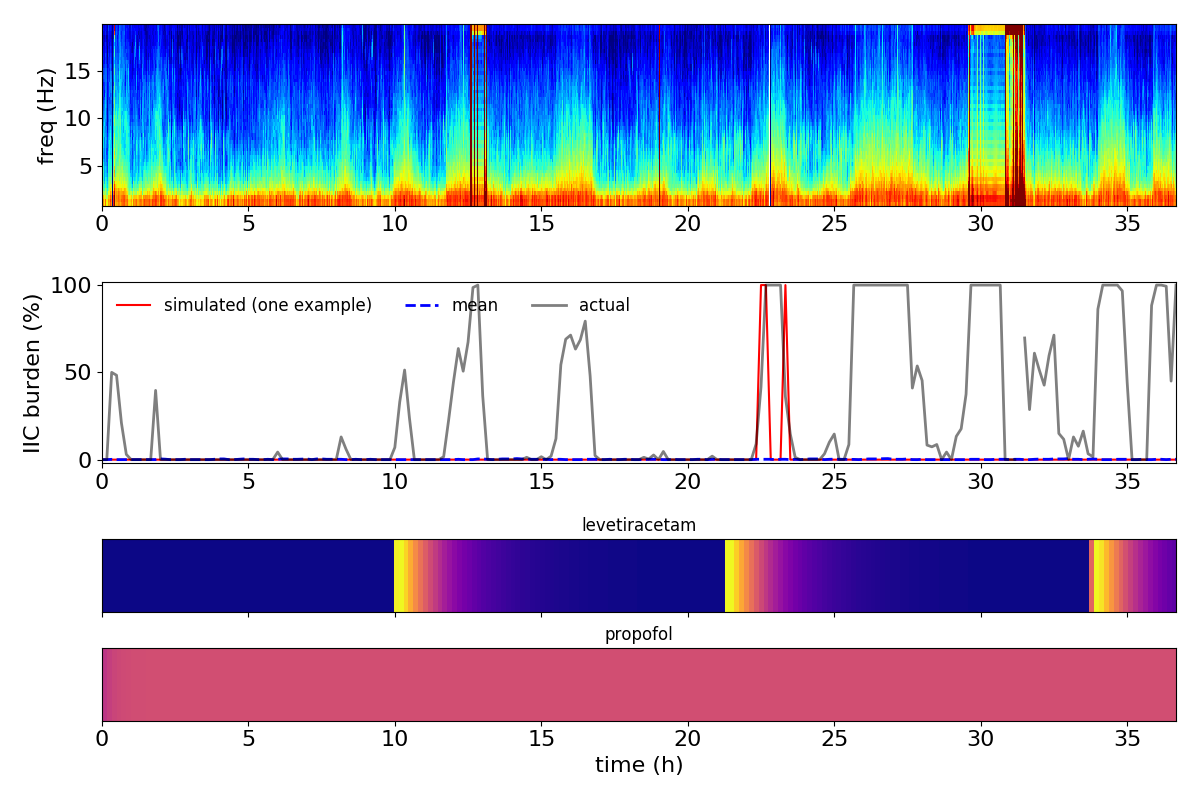 freq (Hz)
15
10
5
0 5 10 15 20 25 30 35
IIC burden (%)
100
50
0
simulated (one example) mean actual
0 5 10 15 20 25 30 35
levetiracetam
propofol
0 5 10 15 20 25 30 35
time (h)